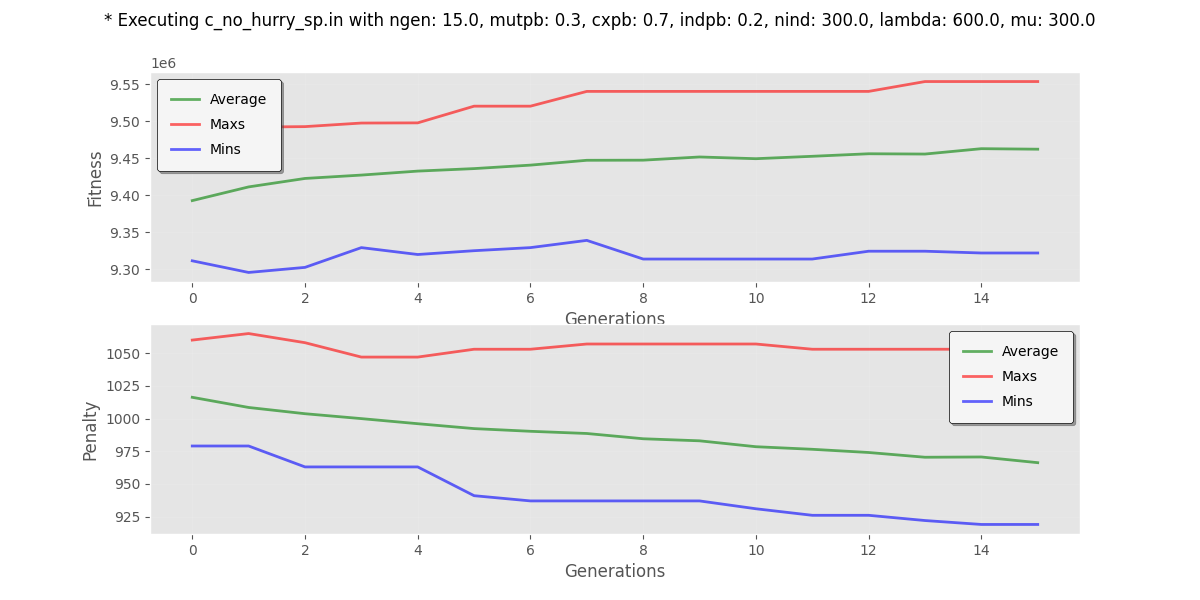 * Executing c_no_hurry_sp.in with ngen: 15.0, mutpb: 0.3, cxpb: 0.7, indpb: 0.2, nind: 300.0, lambda: 600.0, mu: 300.0
1e6
9.55
9.50
9.45
9.40
9.35
9.30
Fitness
Average
Maxs
Mins
0 2 4 6 8 10 12 14
Generations
1050
1025
1000
975
950
925
Penalty
Average
Maxs
Mins
0 2 4 6 8 10 12 14
Generations